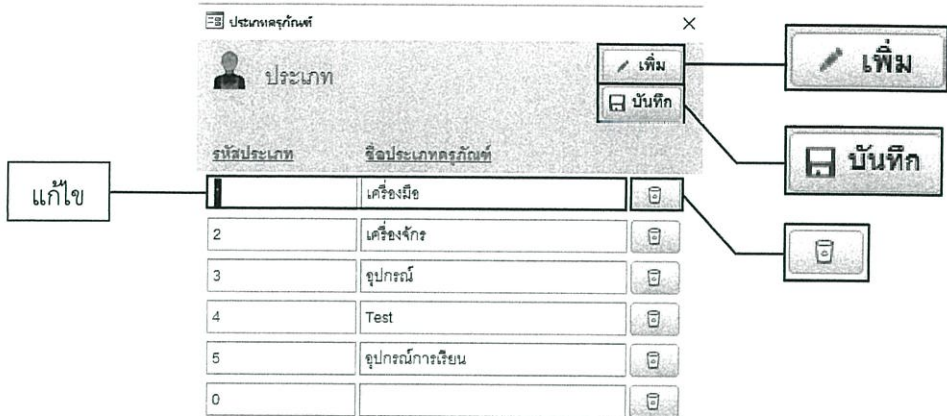 ประเภทครุภัณฑ์
ประเภท
เพิ่ม
บันทึก
เพิ่ม
บันทึก
รหัสประเภท ชื่อประเภทครุภัณฑ์
แก้ไข
เครื่องมือ
2 เครื่องจักร
3 อุปกรณ์
4 Test
5 อุปกรณ์การเรียน
0